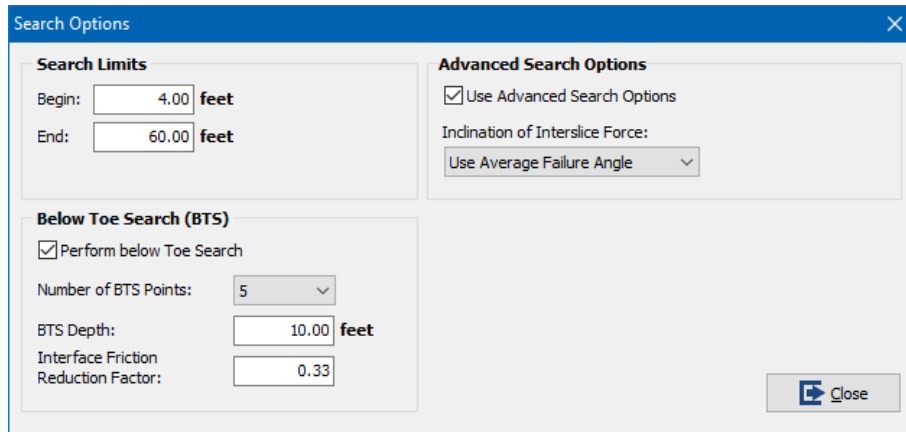 Search Options
Search Limits
Begin: 4.00 feet
End: 60.00 feet
Advanced Search Options
Use Advanced Search Options
Inclination of Interslice Force:
Use Average Failure Angle
Below Toe Search (BTS)
Perform below Toe Search
Number of BTS Points: 5
BTS Depth: 10.00 feet
Interface Friction
Reduction Factor: 0.33
Close